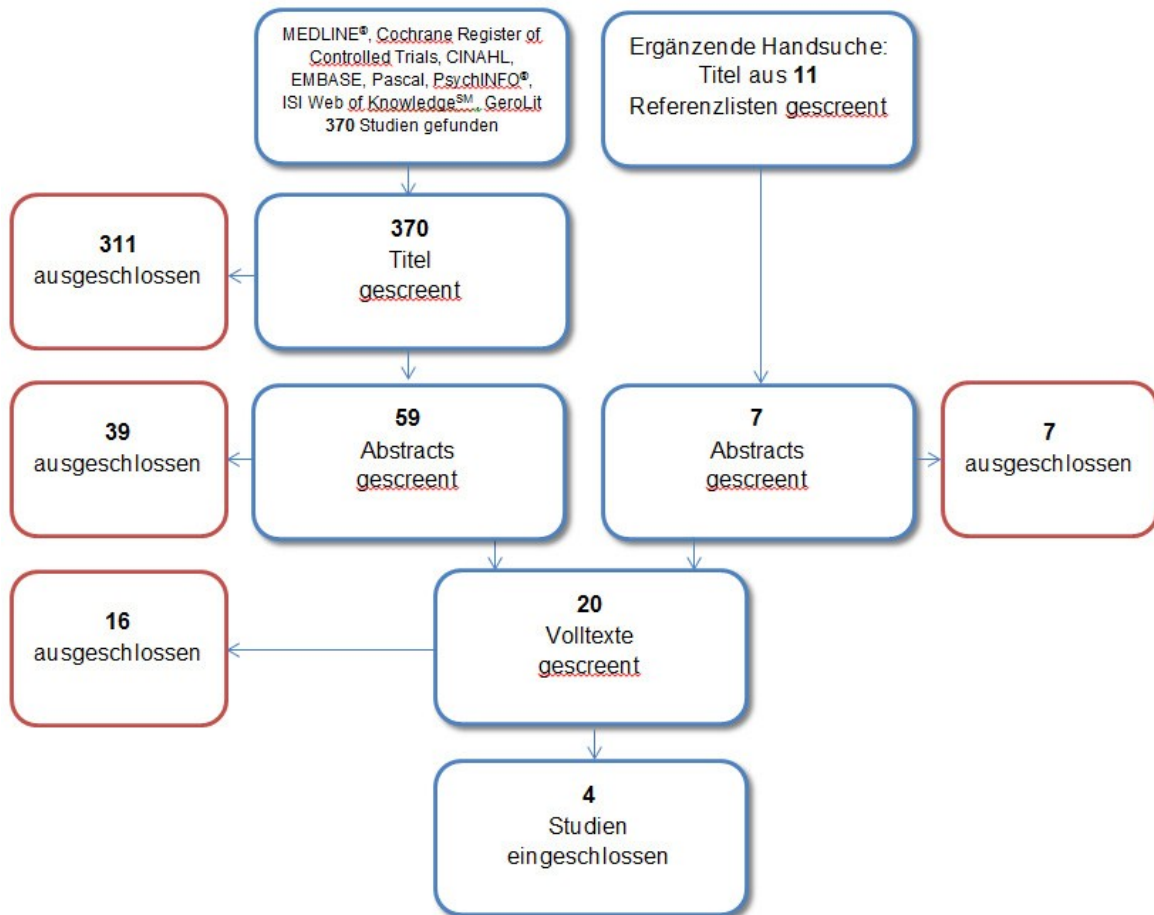 MEDLINE®, Cochrane Register of
Controlled Trials, CINAHL,
EMBASE, Pascal, PsychINFO®,
ISI Web of Knowledge℠, GeroLit
370 Studien gefunden
Ergänzende Handsuche:
Titel aus 11
Referenzlisten gescreent
311
ausgeschlossen
370
Titel
gescreent
39
ausgeschlossen
59
Abstracts
gescreent
7
Abstracts
gescreent
7
ausgeschlossen
16
ausgeschlossen
20
Volltexte
gescreent
4
Studien
eingeschlossen